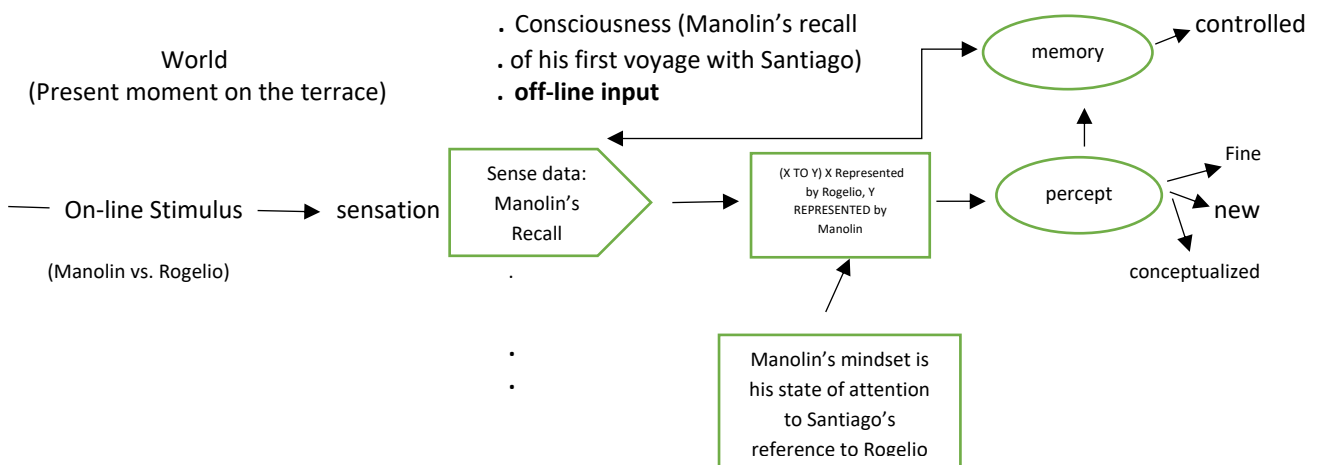 World
(Present moment on the terrace)
. Consciousness (Manolin’s recall
. of his first voyage with Santiago)
. off-line input
memory
controlled
On-line Stimulus
(Manolin vs. Rogelio)
sensation
Sense data:
Manolin’s
Recall
(X TO Y) X Represented
by Rogelio, Y
REPRESENTED by
Manolin
percept
Fine
new
conceptualized
.
.
.
Manolin’s mindset is
his state of attention
to Santiago’s
reference to Rogelio